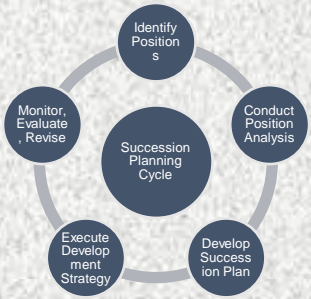 Identify
Position
s
Conduct
Position
Analysis
Develop
Success
ion Plan
Execute
Develop
ment
Strategy
Monitor,
Evaluate
, Revise
Succession
Planning
Cycle